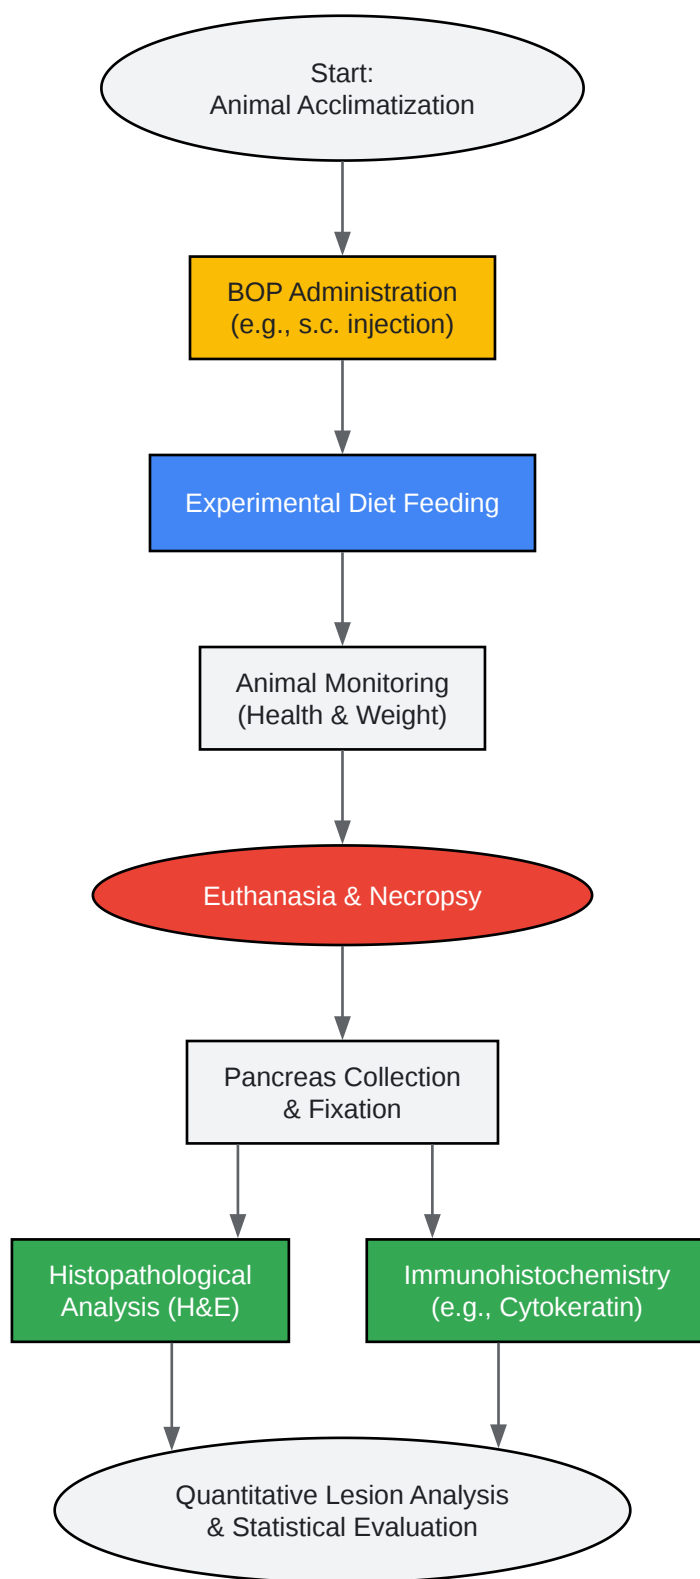 Start:
Animal Acclimatization
BOP Administration
(e.g., s.c. injection)
Experimental Diet Feeding
Animal Monitoring
(Health & Weight)
Euthanasia & Necropsy
Pancreas Collection
& Fixation
Histopathological
Analysis (H&E)
Immunohistochemistry
(e.g., Cytokeratin)
Quantitative Lesion Analysis
& Statistical Evaluation